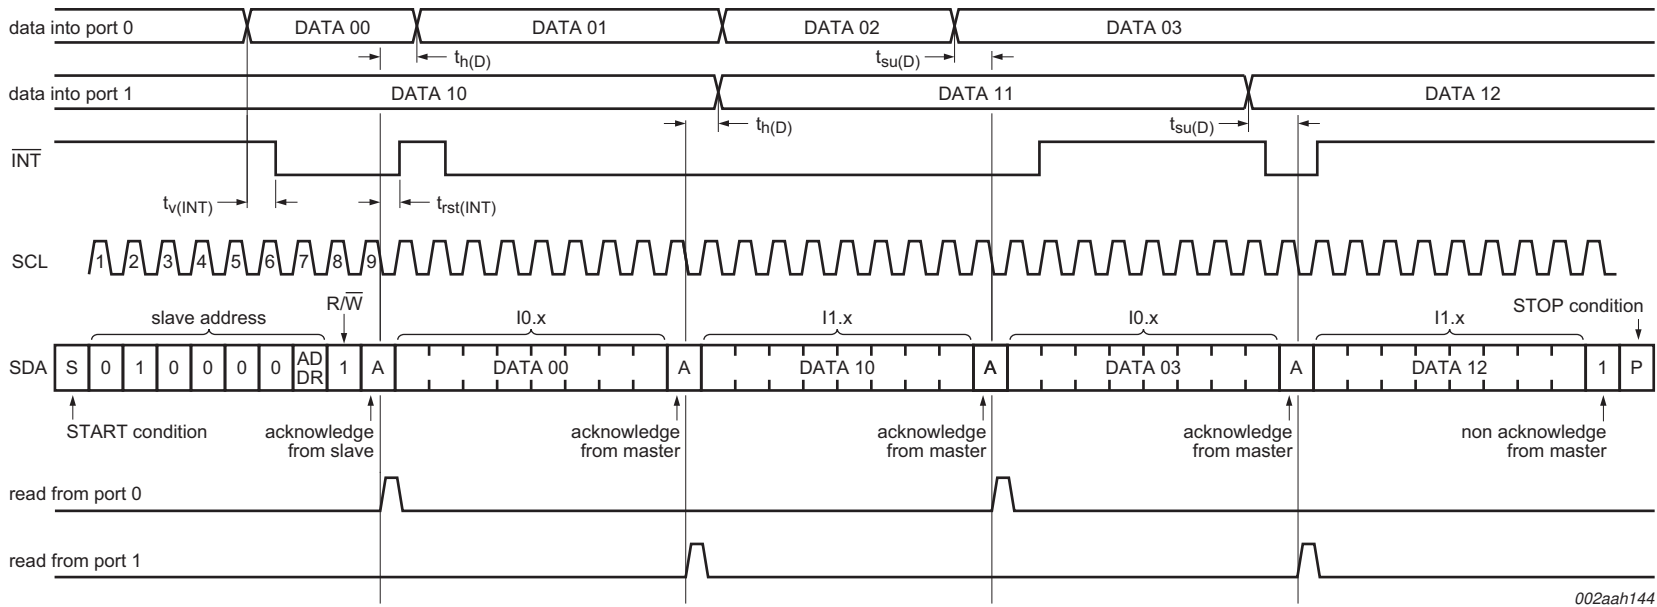 data into port 0 DATA 00 DATA 01 DATA 02 DATA 03
th(D) tsu(D)
data into port 1 DATA 10 DATA 11 DATA 12
th(D) tsu(D)
INT
tv(INT) trst(INT)
SCL 1 2 3 4 5 6 7 8 9
R/W STOP condition
slave address I0.x I1.x I0.x I1.x
SDA S 0 1 0 0 0 0 AD DR 1 A DATA 00 A DATA 10 A DATA 03 A DATA 12 1 P
START condition acknowledge acknowledge acknowledge acknowledge non acknowledge
from slave from master from master from master from master
read from port 0
read from port 1
002aah144